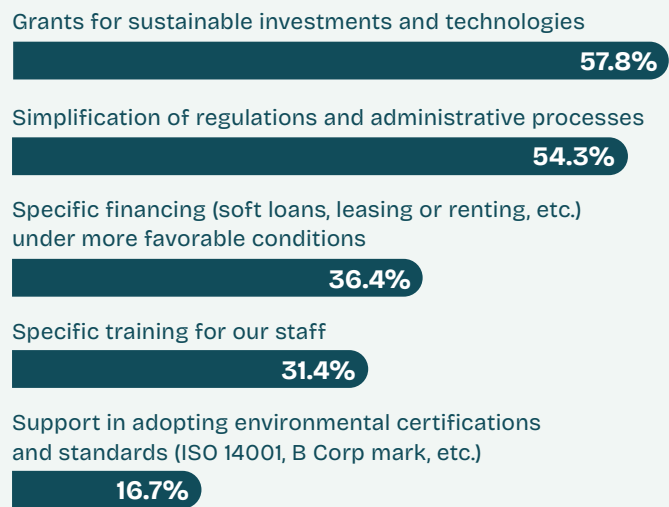 Grants for sustainable investments and technologies
57.8%
Simplification of regulations and administrative processes
54.3%
Specific financing (soft loans, leasing or renting, etc.)
under more favorable conditions
36.4%
Specific training for our staff
31.4%
Support in adopting environmental certifications
and standards (ISO 14001, B Corp mark, etc.)
16.7%